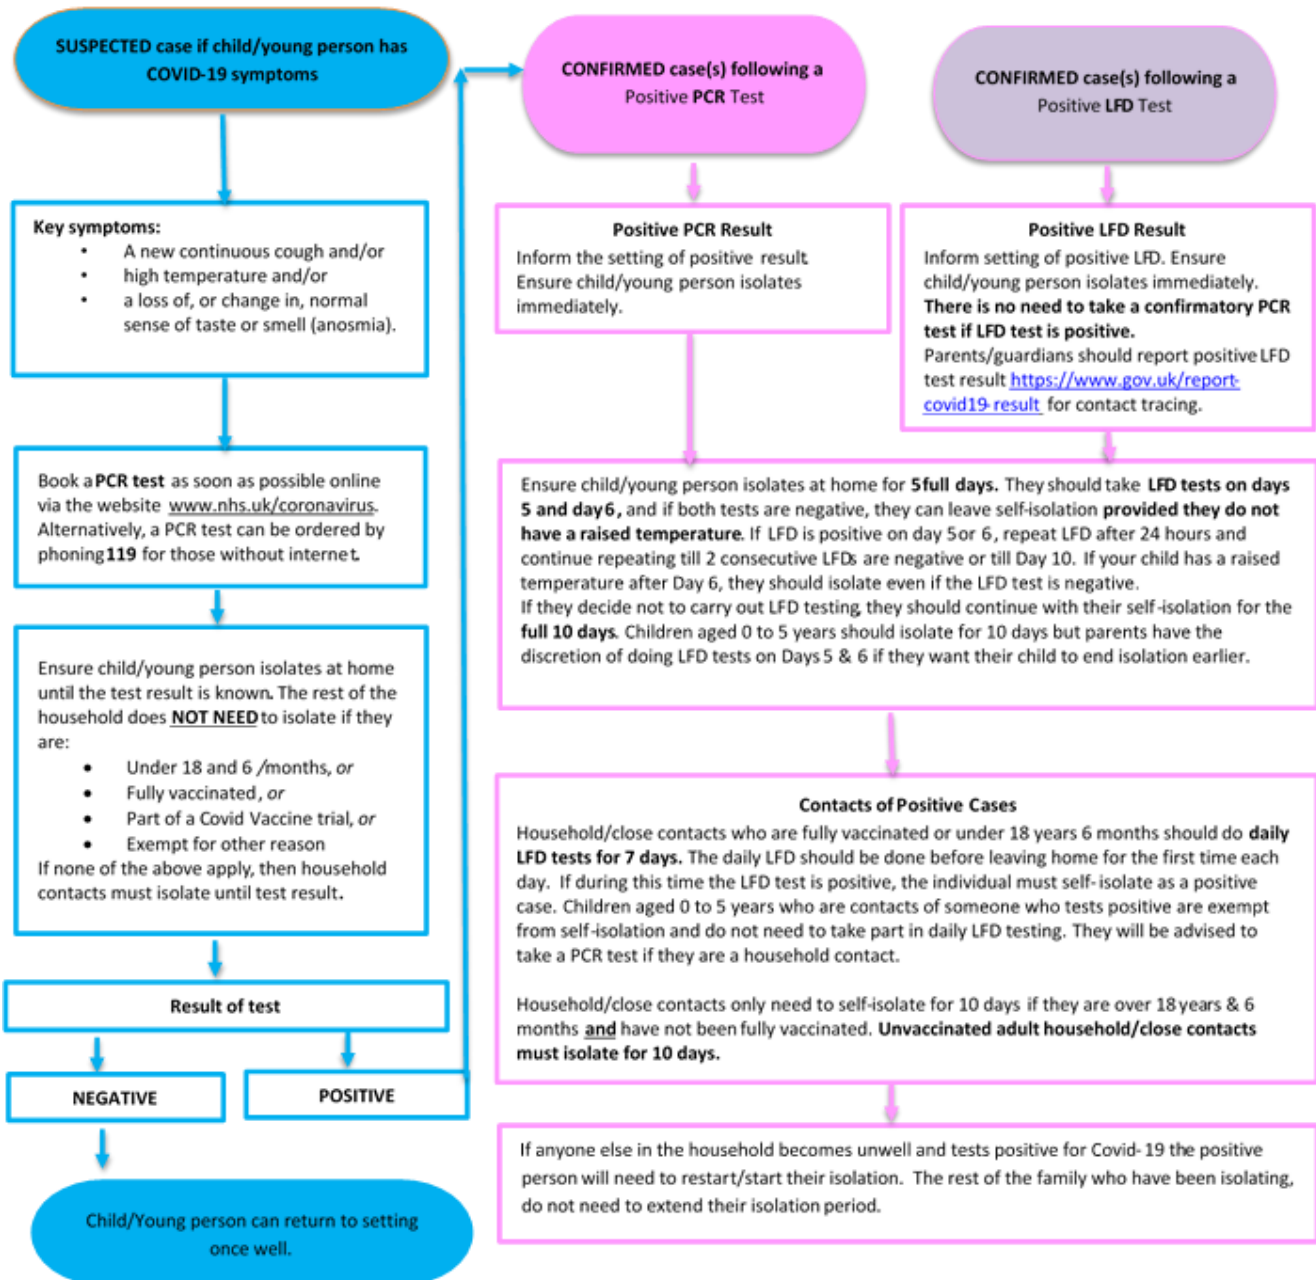 SUSPECTED case if child/young person has
COVID-19 symptoms
Key symptoms:
• A new continuous cough and/or
• high temperature and/or
• a loss of, or change in, normal
sense of taste or smell (anosmia).
Book a PCR test as soon as possible online
via the website www.nhs.uk/coronavirus.
Alternatively, a PCR test can be ordered by
phoning 119 for those without internet.
Ensure child/young person isolates at home
until the test result is known. The rest of the
household does NOT NEED to isolate if they
are:
• Under 18 and 6 /months, or
• Fully vaccinated, or
• Part of a Covid Vaccine trial, or
• Exempt for other reason
If none of the above apply, then household
contacts must isolate until test result.
Result of test
NEGATIVE
POSITIVE
Child/Young person can return to setting
once well.
CONFIRMED case(s) following a
Positive PCR Test
Positive PCR Result
Inform the setting of positive result.
Ensure child/young person isolates
immediately.
CONFIRMED case(s) following a
Positive LFD Test
Positive LFD Result
Inform setting of positive LFD. Ensure
child/young person isolates immediately.
There is no need to take a confirmatory PCR
test if LFD test is positive.
Parents/guardians should report positive LFD
test result https://www.gov.uk/report-
covid19-result for contact tracing.
Ensure child/young person isolates at home for 5 full days. They should take LFD tests on days
5 and day 6, and if both tests are negative, they can leave self-isolation provided they do not
have a raised temperature. If LFD is positive on day 5 or 6, repeat LFD after 24 hours and
continue repeating till 2 consecutive LFDs are negative or till Day 10. If your child has a raised
temperature after Day 6, they should isolate even if the LFD test is negative.
If they decide not to carry out LFD testing, they should continue with their self-isolation for the
full 10 days. Children aged 0 to 5 years should isolate for 10 days but parents have the
discretion of doing LFD tests on Days 5 & 6 if they want their child to end isolation earlier.
Contacts of Positive Cases
Household/close contacts who are fully vaccinated or under 18 years 6 months should do daily
LFD tests for 7 days. The daily LFD should be done before leaving home for the first time each
day. If during this time the LFD test is positive, the individual must self-isolate as a positive
case. Children aged 0 to 5 years who are contacts of someone who tests positive are exempt
from self-isolation and do not need to take part in daily LFD testing. They will be advised to
take a PCR test if they are a household contact.
Household/close contacts only need to self-isolate for 10 days if they are over 18 years & 6
months and have not been fully vaccinated. Unvaccinated adult household/close contacts
must isolate for 10 days.
If anyone else in the household becomes unwell and tests positive for Covid-19 the positive
person will need to restart/start their isolation. The rest of the family who have been isolating,
do not need to extend their isolation period.